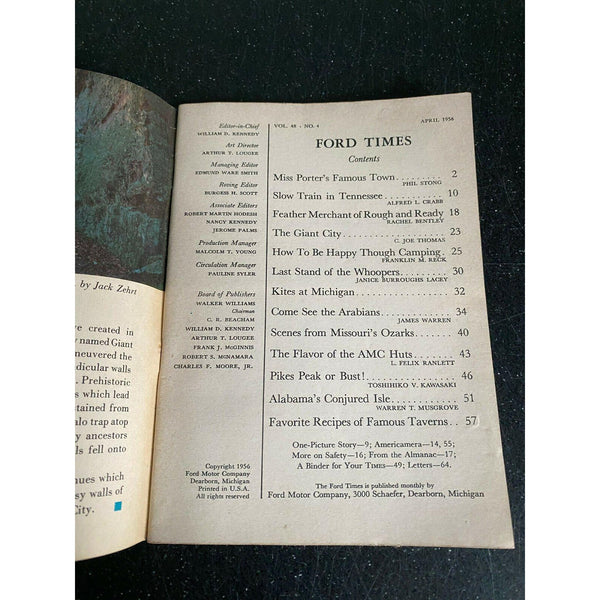 by Jack Zehrt
ve created in
y named Giant
neuvered the
dicular walls
. Prehistoric
s which lead
tained from
alo trap atop
y ancestors
ls fell onto
nues which
sy walls of
City.
Editor-in-Chief
WILLIAM D. KENNEDY
Art Director
ARTHUR T. LOUGEE
Managing Editor
EDMUND WARE SMITH
Roving Editor
BURGESS H. SCOTT
Associate Editors
ROBERT MARTIN HODESH
NANCY KENNEDY
JEROME PALMS
Production Manager
MALCOLM T. YOUNG
Circulation Manager
PAULINE SYLER
Board of Publishers
WALKER WILLIAMS
Chairman
C. R. BEACHAM
WILLIAM D. KENNEDY
ARTHUR T. LOUGEE
FRANK J. McGINNIS
ROBERT S. McNAMARA
CHARLES F. MOORE, JR.
Copyright 1956
Ford Motor Company
Dearborn, Michigan
Printed in U.S.A.
All rights reserved
VOL. 48 • NO. 4 APRIL 1956
FORD TIMES
Contents
Miss Porter's Famous Town . . . . . 2
PHIL STONG
Slow Train in Tennessee . . . . . . . 10
ALFRED L. CRABB
Feather Merchant of Rough and Ready 18
RACHEL BENTLEY
The Giant City . . . . . . . . . . . 23
C. JOE THOMAS
How To Be Happy Though Camping . 25
FRANKLIN M. RECK
Last Stand of the Whoopers . . . . . 30
JANICE BURROUGHS LACEY
Kites at Michigan . . . . . . . . . . 32
Come See the Arabians . . . . . . . . 34
JAMES WARREN
Scenes from Missouri's Ozarks . . . . 40
The Flavor of the AMC Huts . . . . 43
L. FELIX RANLETT
Pikes Peak or Bust! . . . . . . . . . 46
TOSHIHIKO V. KAWASAKI
Alabama's Conjured Isle . . . . . . . 51
WARREN T. MUSGROVE
Favorite Recipes of Famous Taverns . . 57
One-Picture Story—9; Americamera—14, 55;
More on Safety—16; From the Almanac—17;
A Binder for Your TIMES—49; Letters—64.
The Ford Times is published monthly by
Ford Motor Company, 3000 Schaefer, Dearborn, Michigan